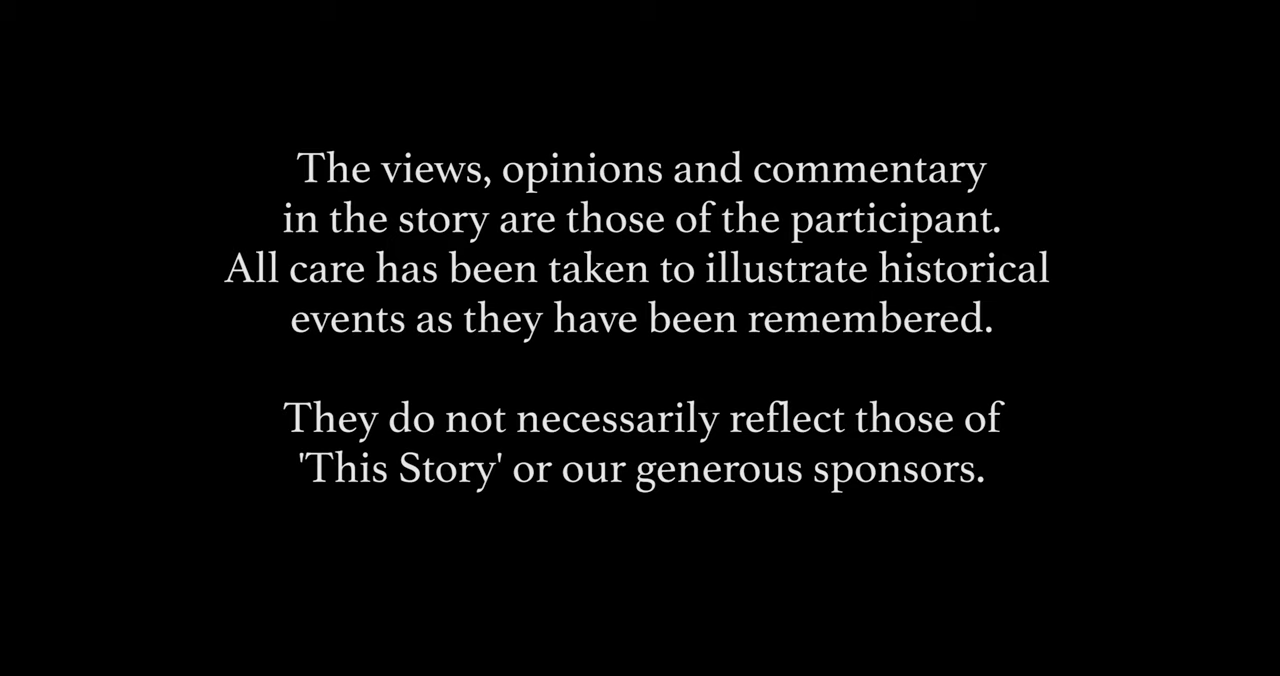 The views, opinions and commentary
in the story are those of the participant.
All care has been taken to illustrate historical
events as they have been remembered.
They do not necessarily reflect those of
'This Story' or our generous sponsors.